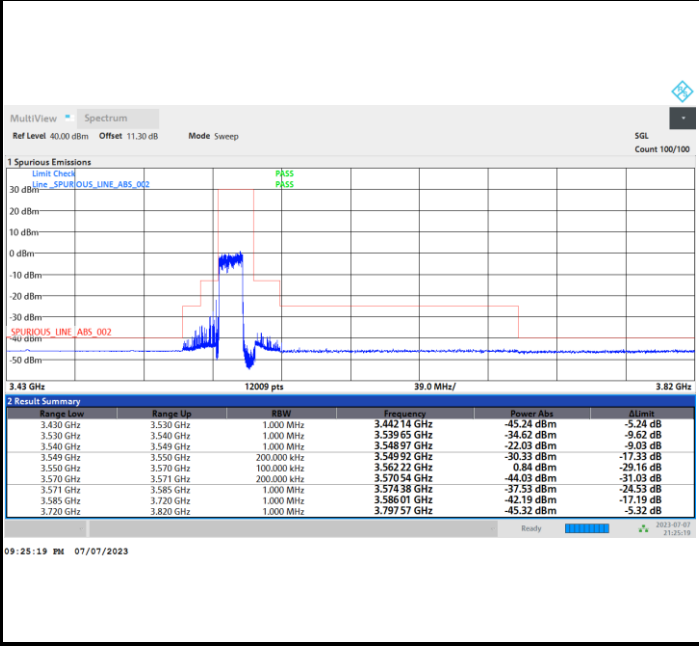 MultiView Spectrum
Ref Level 40.00 dBm Offset 11.30 dB Mode Sweep SGL
Count 100/100
1 Spurious Emissions
Limit Check PASS
Line _SPURIOUS_LINE_ABS_002 PASS
30 dBm
20 dBm
10 dBm
0 dBm
-10 dBm
-20 dBm
-30 dBm
_SPURIOUS_LINE_ABS_002
-40 dBm
-50 dBm
3.43 GHz 12009 pts 39.0 MHz/ 3.82 GHz
2 Result Summary
Range Low Range Up RBW Frequency Power Abs ΔLimit
3.430 GHz 3.530 GHz 1.000 MHz 3.442 14 GHz -45.24 dBm -5.24 dB
3.530 GHz 3.540 GHz 1.000 MHz 3.539 65 GHz -34.62 dBm -9.62 dB
3.540 GHz 3.549 GHz 1.000 MHz 3.548 97 GHz -22.03 dBm -9.03 dB
3.549 GHz 3.550 GHz 200.000 kHz 3.549 92 GHz -30.33 dBm -17.33 dB
3.550 GHz 3.570 GHz 100.000 kHz 3.562 22 GHz 0.84 dBm -29.16 dB
3.570 GHz 3.571 GHz 200.000 kHz 3.570 54 GHz -44.03 dBm -31.03 dB
3.571 GHz 3.585 GHz 1.000 MHz 3.574 38 GHz -37.53 dBm -24.53 dB
3.585 GHz 3.720 GHz 1.000 MHz 3.586 01 GHz -42.19 dBm -17.19 dB
3.720 GHz 3.820 GHz 1.000 MHz 3.797 57 GHz -45.32 dBm -5.32 dB
Ready 2023-07-07
21:25:19
09:25:19 PM 07/07/2023